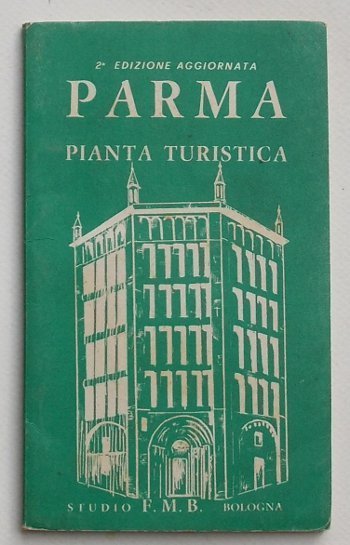 2ª EDIZIONE AGGIORNATA
PARMA
PIANTA TURISTICA
STUDIO F.M.B. BOLOGNA